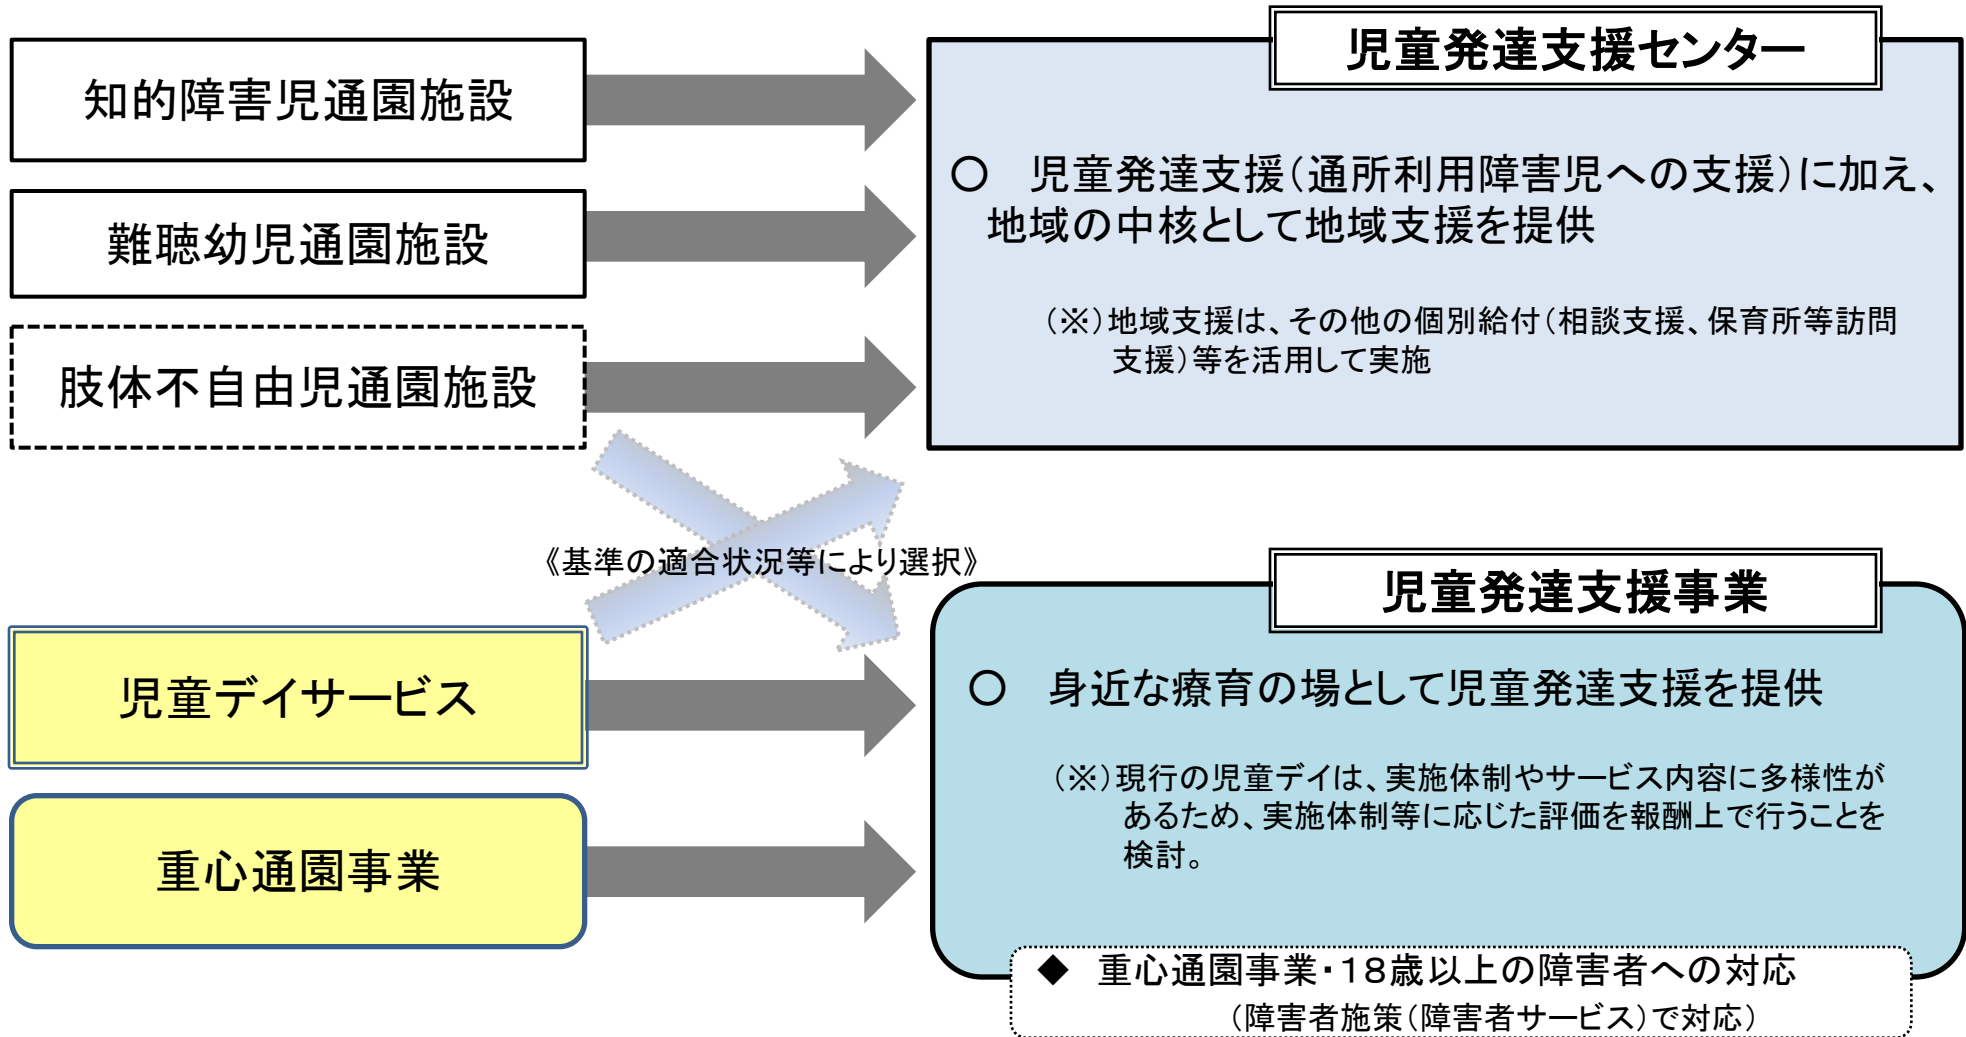 知的障害児通園施設
難聴幼児通園施設
肢体不自由児通園施設
児童発達支援センター
○　児童発達支援（通所利用障害児への支援）に加え、
地域の中核として地域支援を提供
（※）地域支援は、その他の個別給付（相談支援、保育所等訪問
支援）等を活用して実施
《基準の適合状況等により選択》
児童デイサービス
重心通園事業
児童発達支援事業
○　身近な療育の場として児童発達支援を提供
（※）現行の児童デイは、実施体制やサービス内容に多様性が
あるため、実施体制等に応じた評価を報酬上で行うことを
検討。
◆　重心通園事業・１８歳以上の障害者への対応
（障害者施策（障害者サービス）で対応）